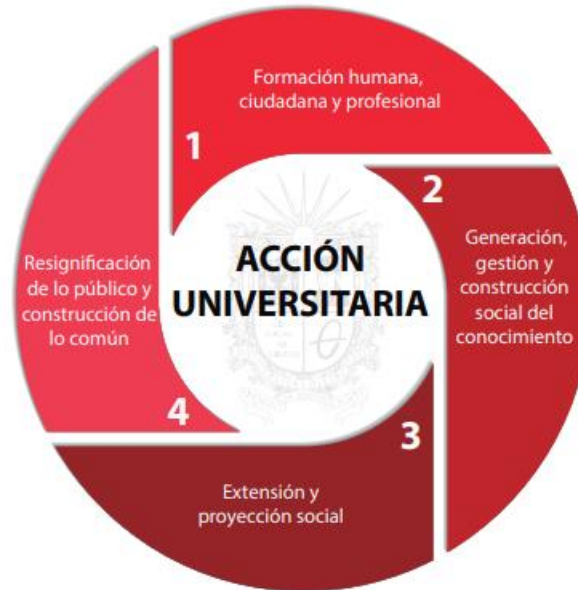 Formación humana,
ciudadana y profesional
1
2
Generación,
gestión y
construcción
social del
conocimiento
ACCIÓN
UNIVERSITARIA
Resignificación
de lo público y
construcción de
lo común
4
3
Extensión y
proyección social